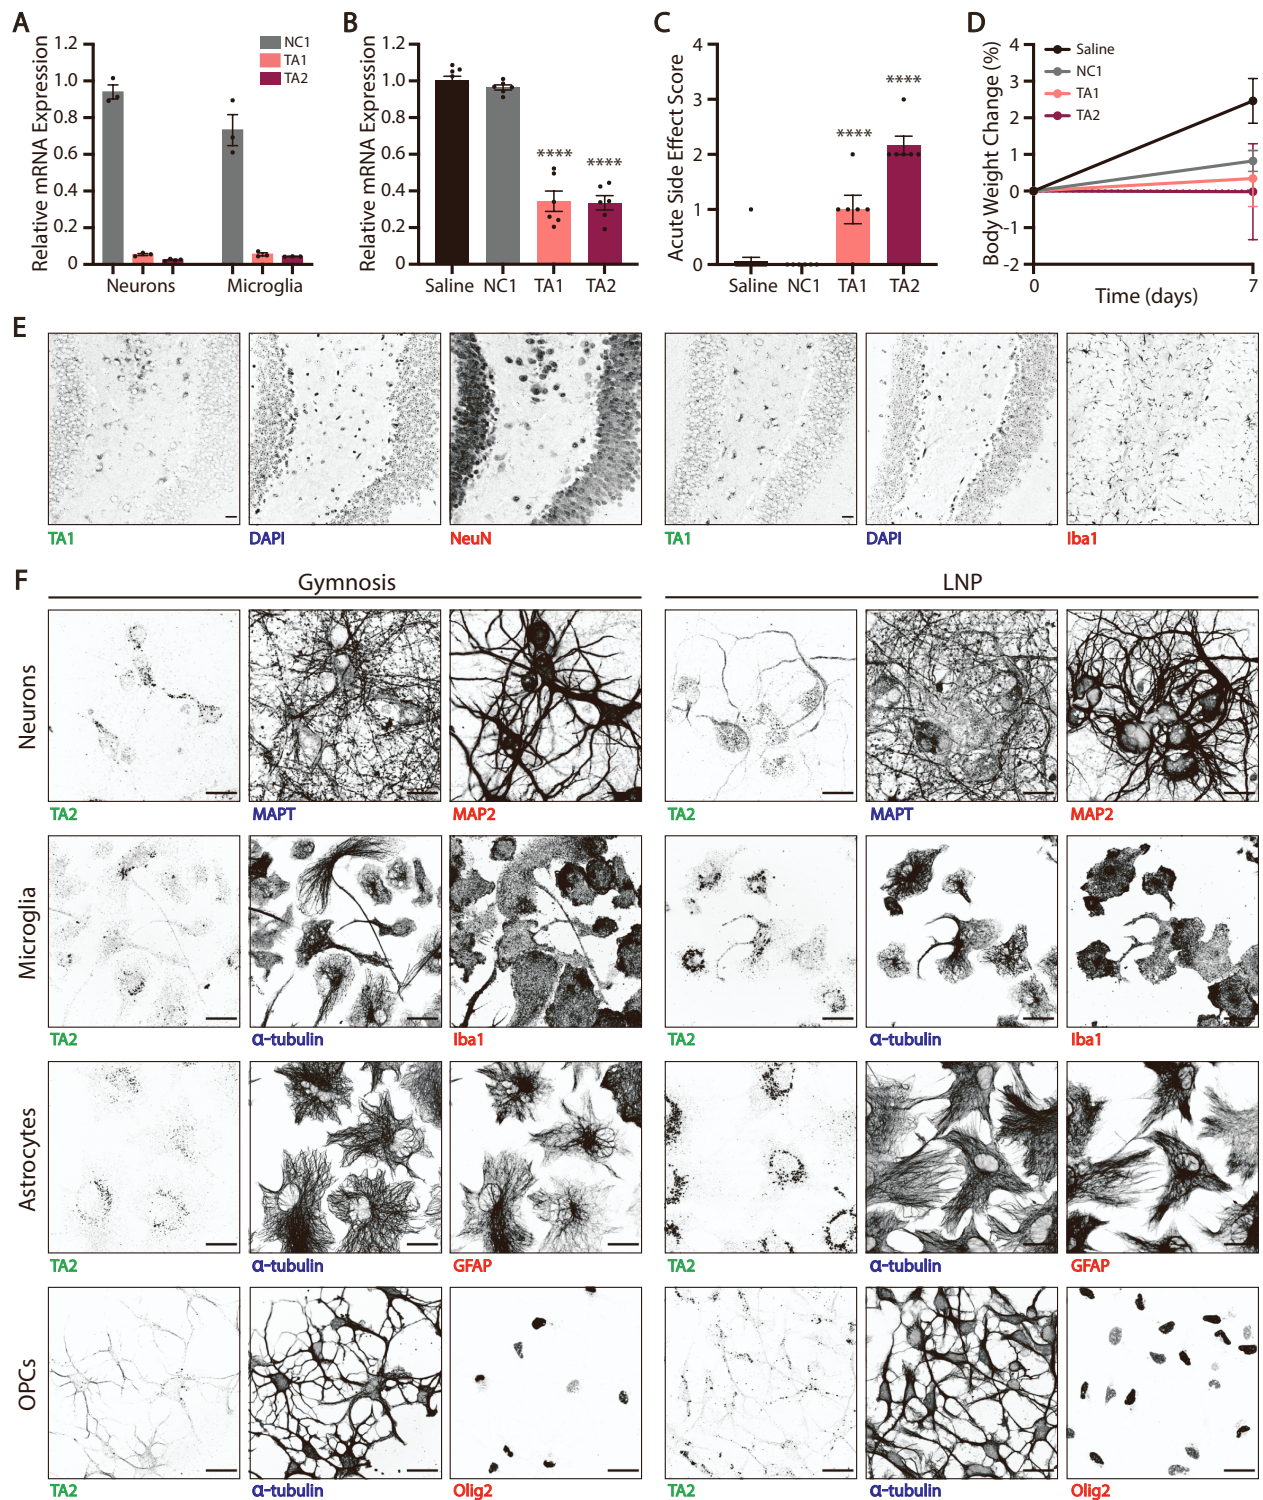 A
Relative mRNA Expression
1.2
1.0
0.8
0.6
0.4
0.2
0
Neurons
Microglia
NC1
TA1
TA2
B
Relative mRNA Expression
1.2
1.0
0.8
0.6
0.4
0.2
0
****
****
Saline NC1 TA1 TA2
C
Acute Side Effect Score
4
3
2
1
0
****
****
Saline NC1 TA1 TA2
D
Body Weight Change (%)
4
3
2
1
0
-1
-2
Saline
NC1
TA1
TA2
0
7
Time (days)
E
TA1 DAPI NeuN TA1 DAPI Iba1
F
Gymnosis LNP
Neurons
TA2 MAPT MAP2 TA2 MAPT MAP2
Microglia
TA2 α-tubulin Iba1 TA2 α-tubulin Iba1
Astrocytes
TA2 α-tubulin GFAP TA2 α-tubulin GFAP
OPCs
TA2 α-tubulin Olig2 TA2 α-tubulin Olig2